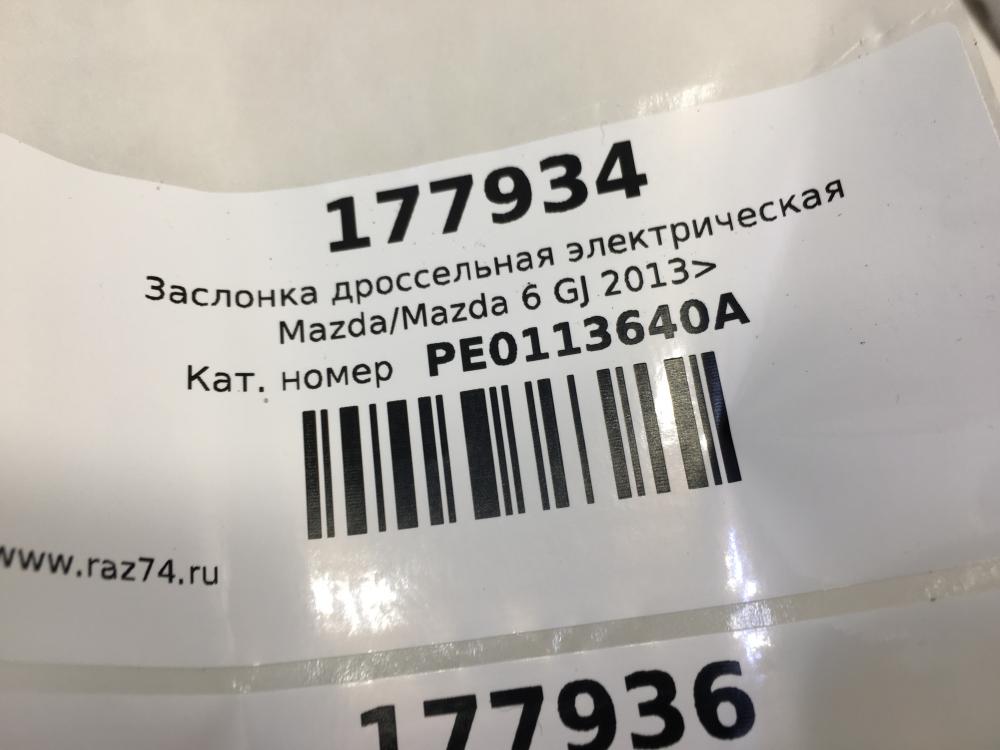 177934
Заслонка дроссельная электрическая
Mazda/Mazda 6 GJ 2013>
Кат. номер PE0113640A
www.raz74.ru
177936